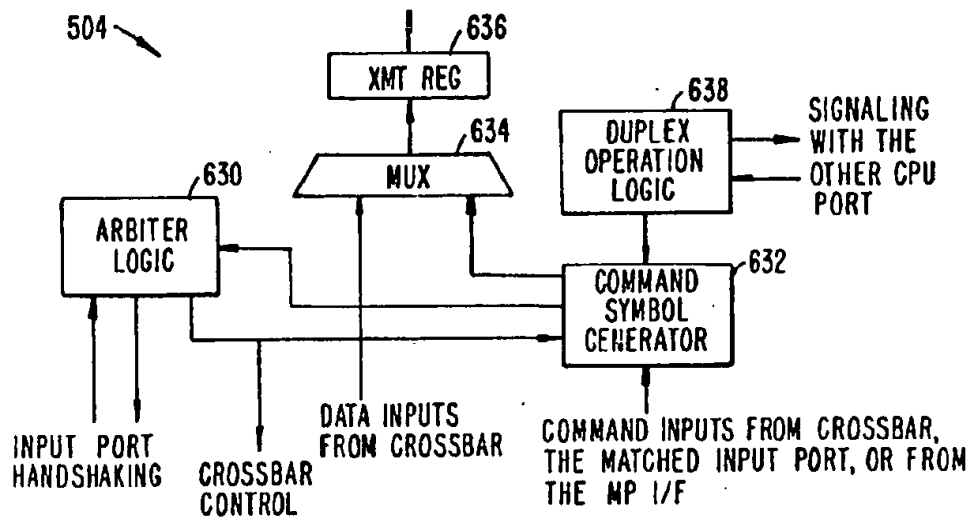 504
636
XMT REG
638
DUPLEX
OPERATION
LOGIC
SIGNALING
WITH THE
OTHER CPU
PORT
634
MUX
630
ARBITER
LOGIC
632
COMMAND
SYMBOL
CENERATOR
INPUT PORT
HANDSHAKING
CROSSBAR
CONTROL
DATA INPUTS
FROM CROSSBAR
COMMAND INPUTS FROM CROSSBAR,
THE MATCHED INPUT PORT, OR FROM
THE MP I/F